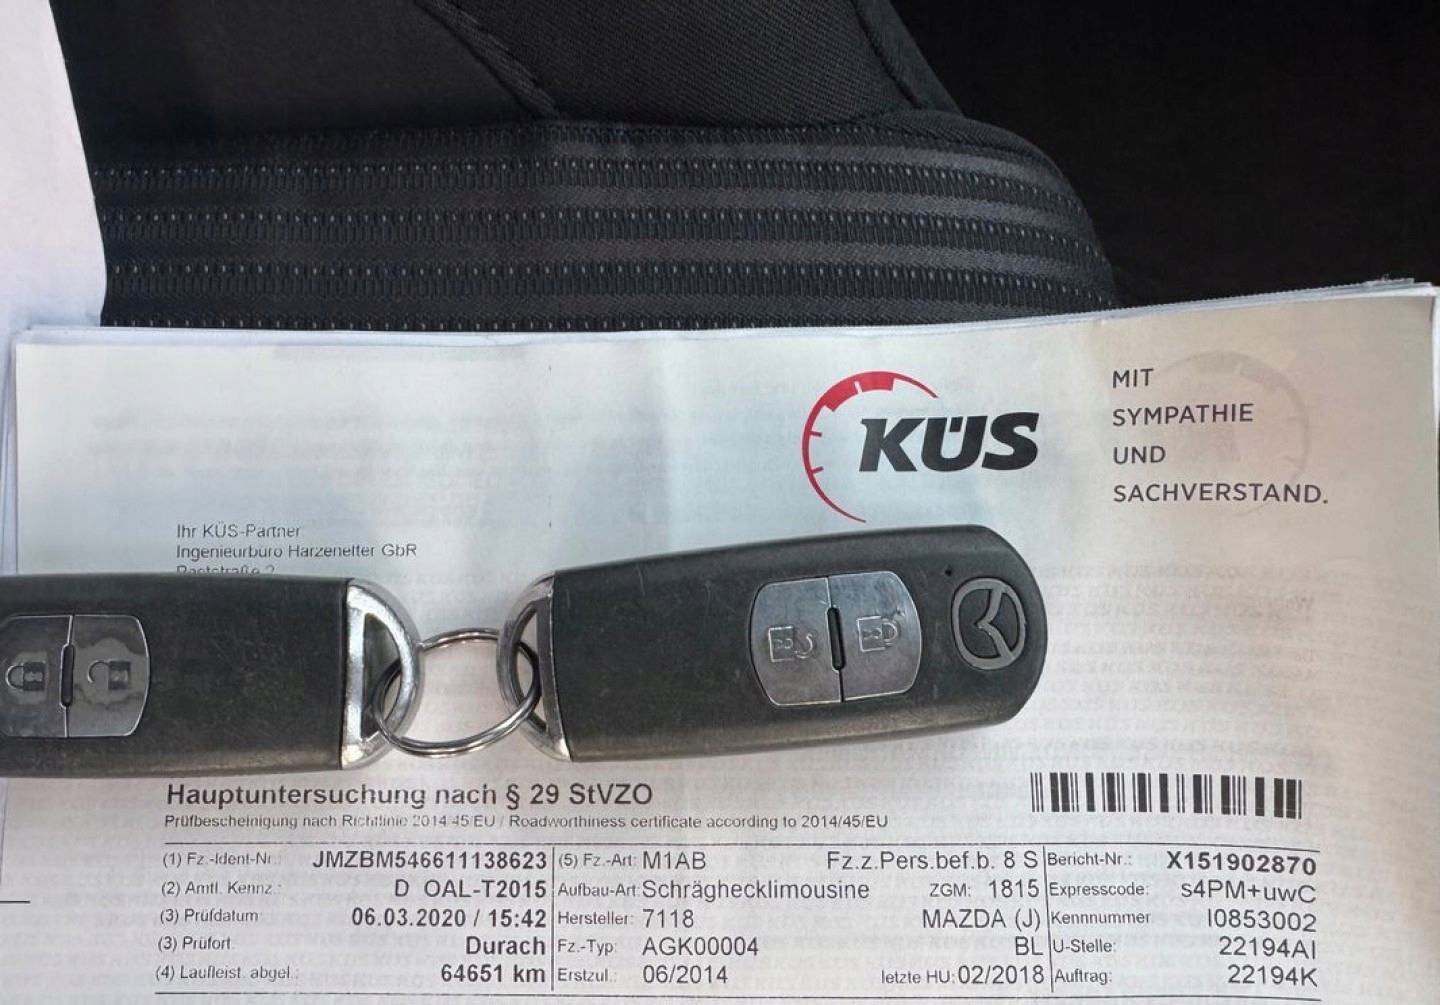 KÜS
MIT
SYMPATHIE
UND
SACHVERSTAND.
Ihr KÜS-Partner
Ingenieurbüro Harzenetter GbR
Hauptuntersuchung nach § 29 StVZO
Prüfbescheinigung nach Richtlinie 2014/45/EU / Roadworthiness certificate according to 2014/45/EU
(1) Fz.-Ident-Nr.: JMZBM546611138623 (5) Fz.-Art: M1AB Fz.z.Pers.bef.b. 8 S Bericht-Nr.: X151902870
(2) Amtl. Kennz.: D OAL-T2015 Aufbau-Art: Schräghecklimousine ZGM: 1815 Expresscode: s4PM+uwC
(3) Prüfdatum 06.03.2020 / 15:42 Hersteller: 7118 MAZDA (J) Kennnummer I0853002
(3) Prüfort: Durach Fz.-Typ: AGK00004 BL U-Stelle: 22194AI
(4) Laufleist. abgel.: 64651 km Erstzul.: 06/2014 letzte HU: 02/2018 Auftrag: 22194K